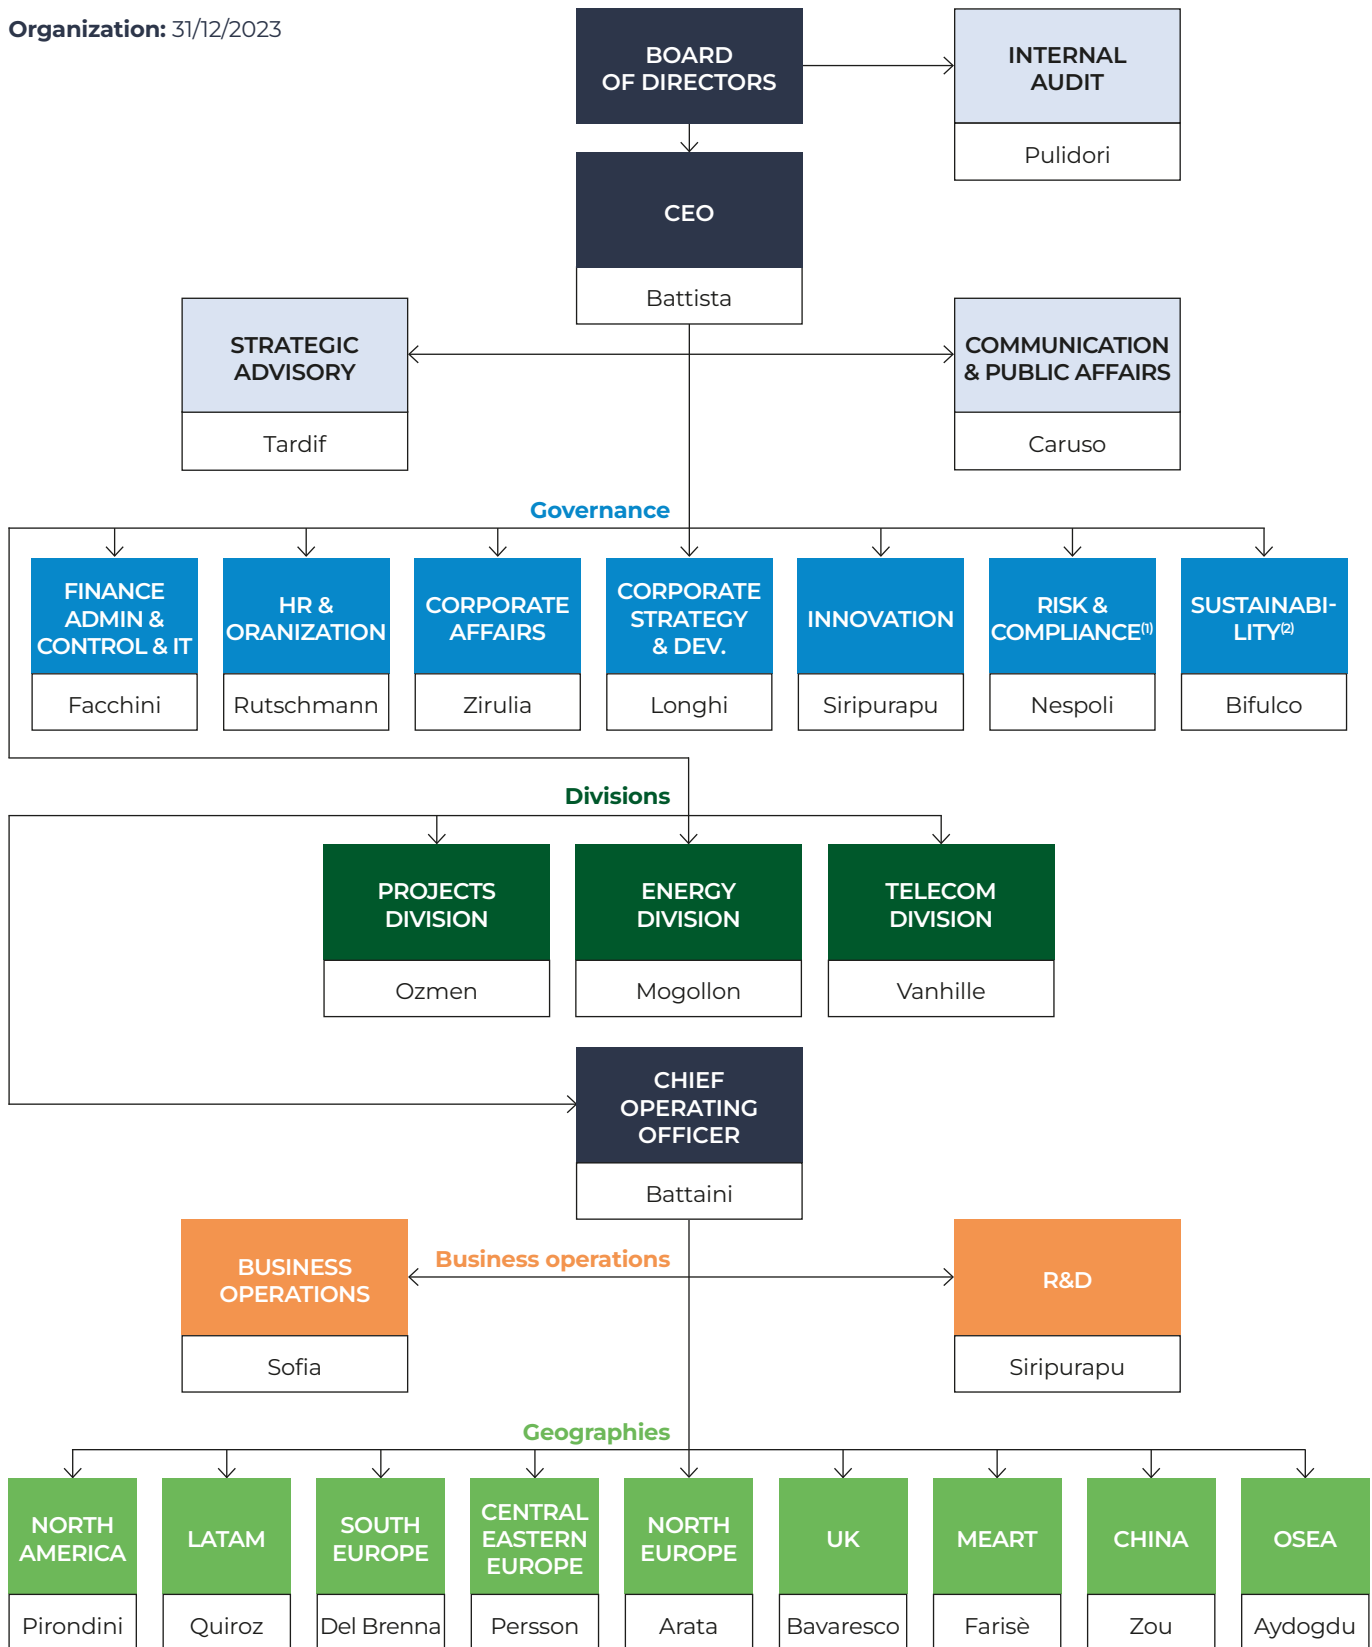 Organization: 31/12/2023
BOARD
OF DIRECTORS
INTERNAL
AUDIT
Pulidori
CEO
Battista
STRATEGIC
ADVISORY
Tardif
COMMUNICATION
& PUBLIC AFFAIRS
Caruso
Governance
FINANCE
ADMIN &
CONTROL & IT
Facchini
HR &
ORANIZATION
Rutschmann
CORPORATE
AFFAIRS
Zirulia
CORPORATE
STRATEGY
& DEV.
Longhi
INNOVATION
Siripurapu
RISK &
COMPLIANCE(1)
Nespoli
SUSTAINABI-
LITY(2)
Bifulco
Divisions
PROJECTS
DIVISION
Ozmen
ENERGY
DIVISION
Mogollon
TELECOM
DIVISION
Vanhille
CHIEF
OPERATING
OFFICER
Battaini
Business operations
BUSINESS
OPERATIONS
Sofia
R&D
Siripurapu
Geographies
NORTH
AMERICA
Pirondini
LATAM
Quiroz
SOUTH
EUROPE
Del Brenna
CENTRAL
EASTERN
EUROPE
Persson
NORTH
EUROPE
Arata
UK
Bavaresco
MEART
Farisè
CHINA
Zou
OSEA
Aydogdu